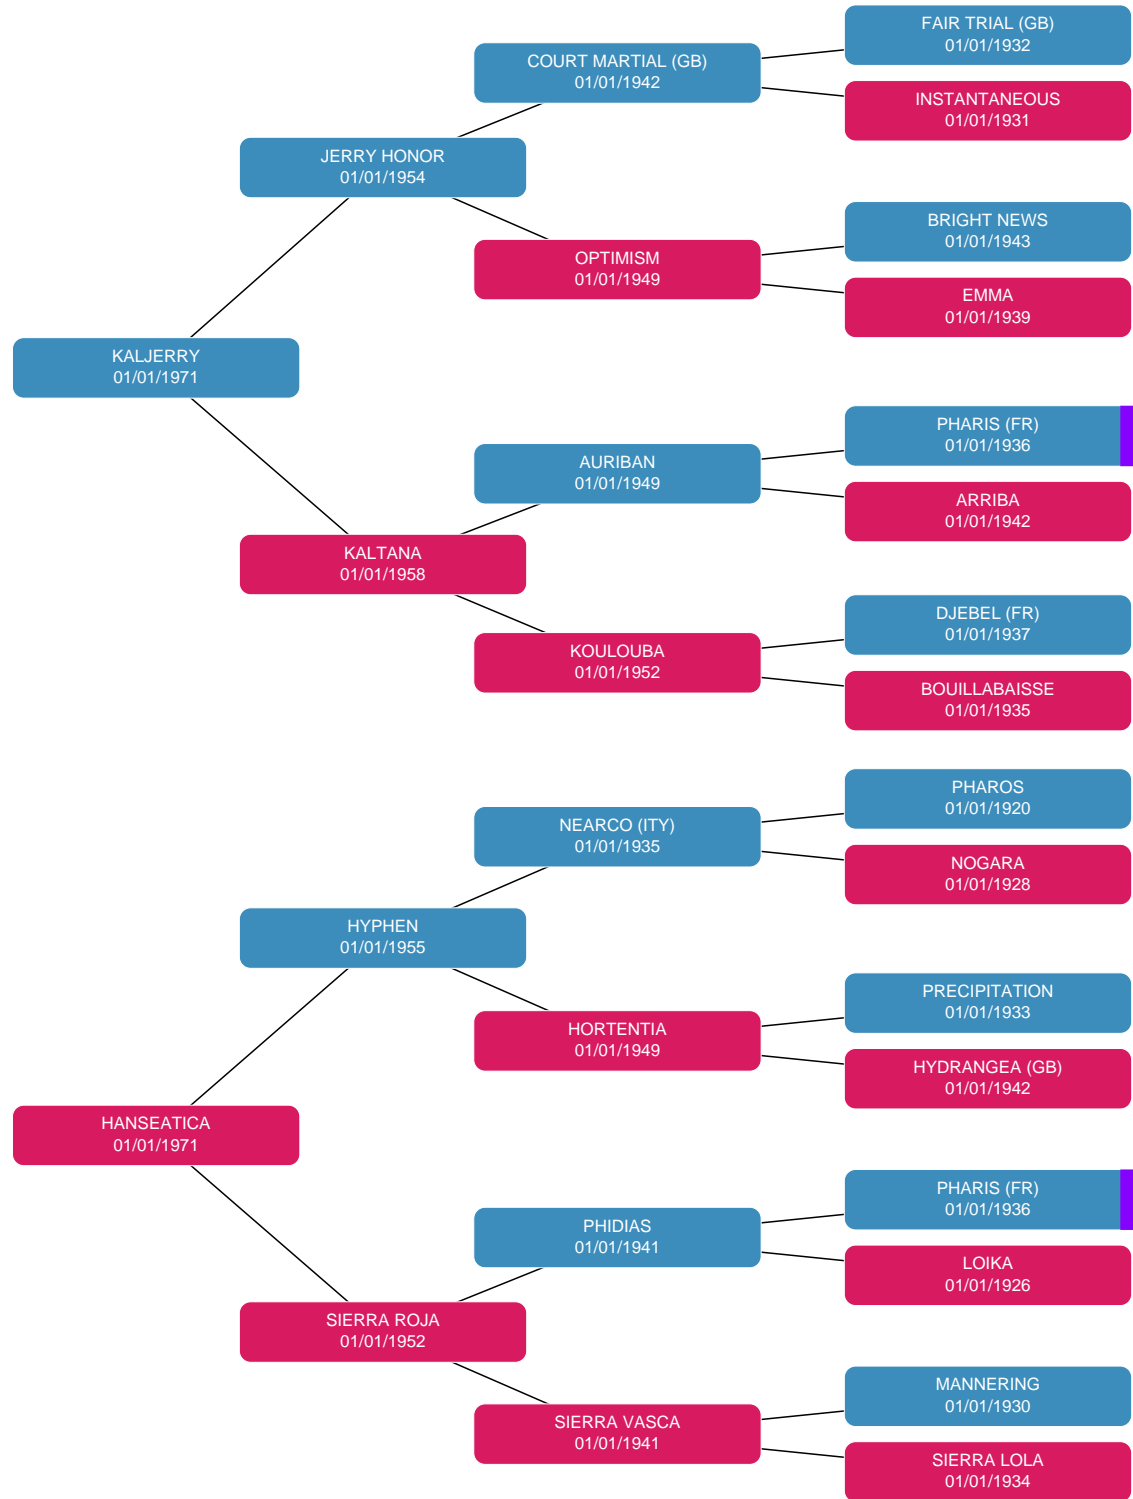 FAIR TRIAL (GB)
01/01/1932
COURT MARTIAL (GB)
01/01/1942
INSTANTANEOUS
01/01/1931
JERRY HONOR
01/01/1954
BRIGHT NEWS
01/01/1943
OPTIMISM
01/01/1949
EMMA
01/01/1939
KALJERRY
01/01/1971
PHARIS (FR)
01/01/1936
AURIBAN
01/01/1949
ARRIBA
01/01/1942
KALTANA
01/01/1958
DJEBEL (FR)
01/01/1937
KOULOUBA
01/01/1952
BOUILLABAISSE
01/01/1935
PHAROS
01/01/1920
NEARCO (ITY)
01/01/1935
NOGARA
01/01/1928
HYPHEN
01/01/1955
PRECIPITATION
01/01/1933
HORTENTIA
01/01/1949
HYDRANGEA (GB)
01/01/1942
HANSEATICA
01/01/1971
PHARIS (FR)
01/01/1936
PHIDIAS
01/01/1941
LOIKA
01/01/1926
SIERRA ROJA
01/01/1952
MANNERING
01/01/1930
SIERRA VASCA
01/01/1941
SIERRA LOLA
01/01/1934